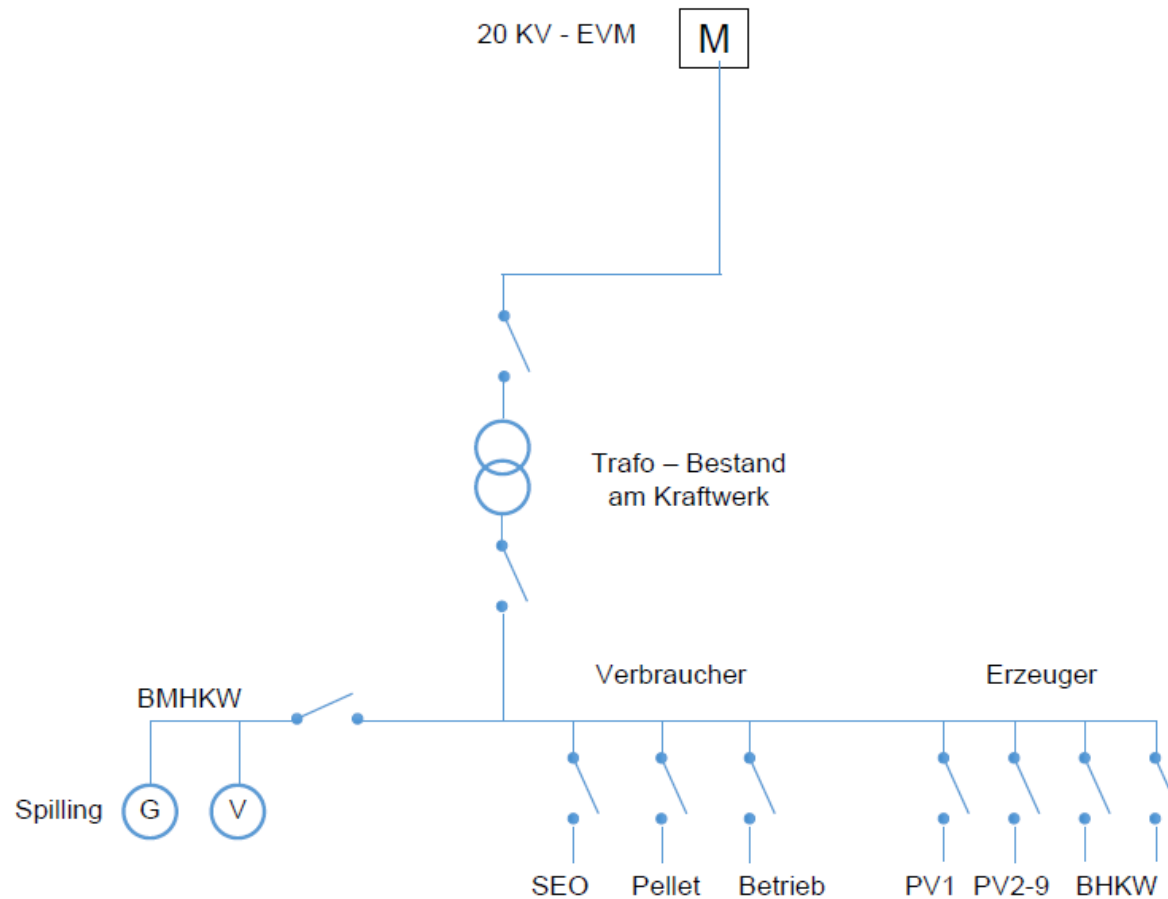 20 KV - EVM
M
Trafo – Bestand
am Kraftwerk
Verbraucher
Erzeuger
BMHKW
Spilling
G
V
SEO
Pellet
Betrieb
PV1
PV2-9
BHKW